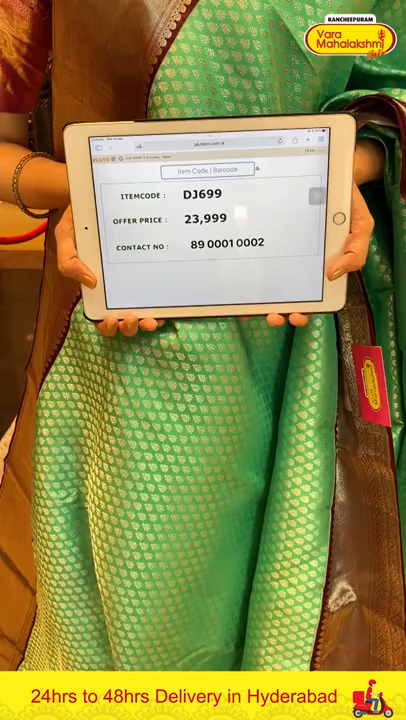 KANCHEEPURAM
Vara
Mahalakshmi
Silks
Item Code / Barcode
ITEMCODE : DJ699
OFFER PRICE : 23,999
CONTACT NO : 89 0001 0002
24hrs to 48hrs Delivery in Hyderabad